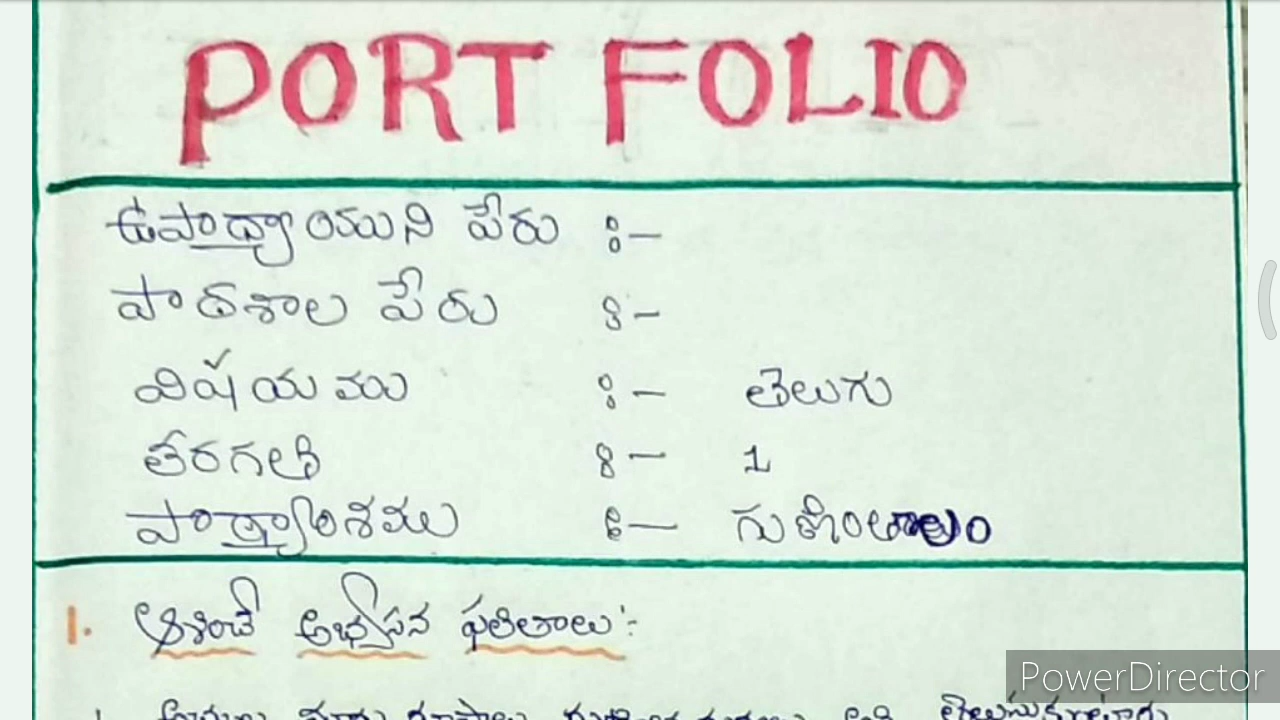 PORT FOLIO
ఉపాధ్యాయుని పేరు :-
పాఠశాల పేరు :-
విషయము :- తెలుగు
తరగతి :- 1
పాఠ్యాంశము :- గుణింతాలు
1. ఆశించే అభ్యసన ఫలితాలు :-
PowerDirector